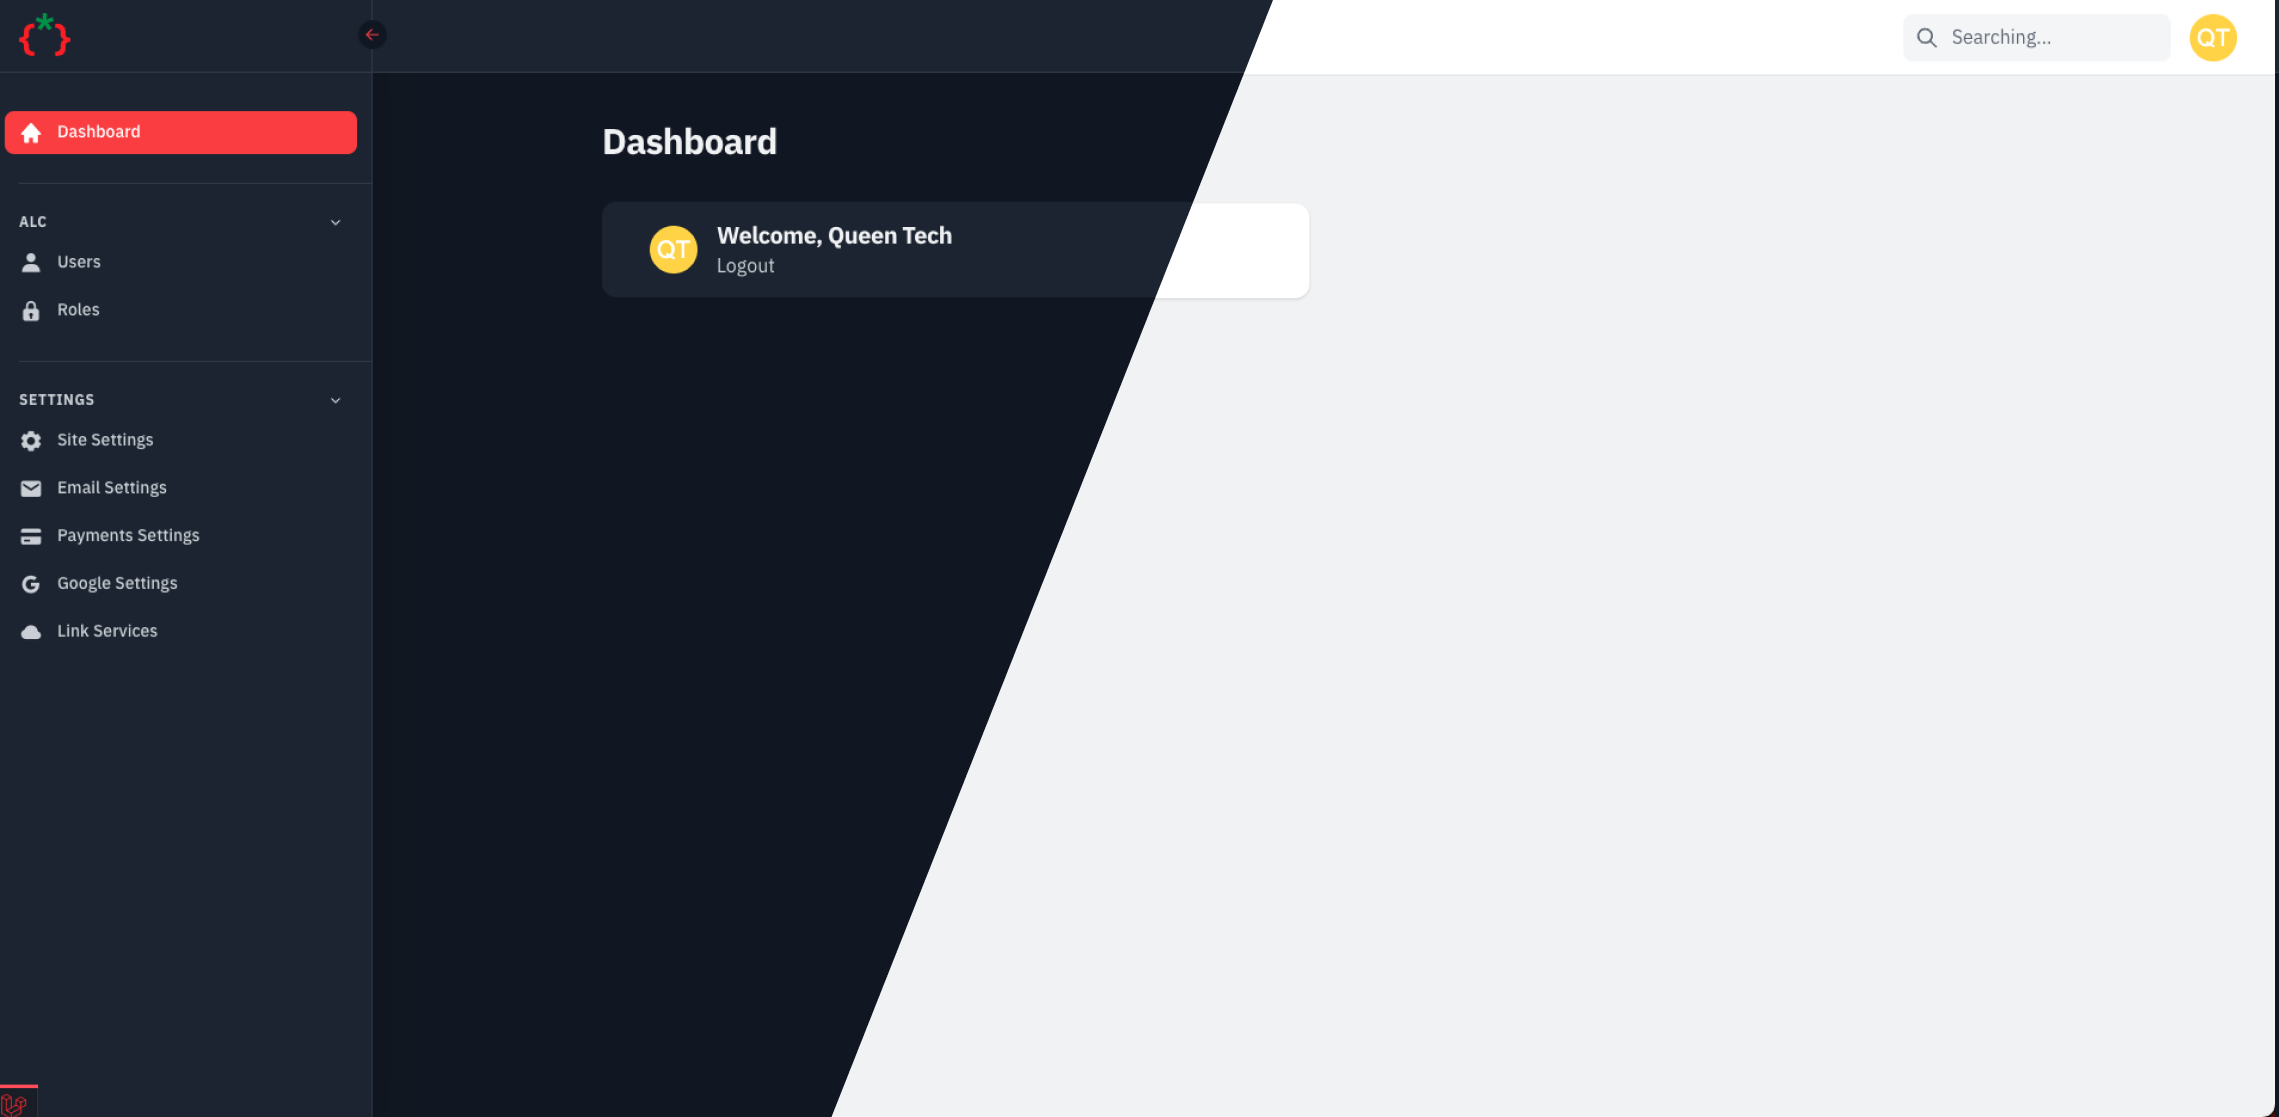 {*}
Searching...
QT
Dashboard
ALC
Users
Roles
SETTINGS
Site Settings
Email Settings
Payments Settings
Google Settings
Link Services
Dashboard
QT
Welcome, Queen Tech
Logout